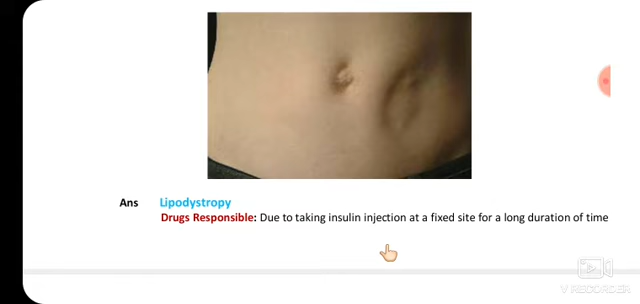 Ans Lipodystropy
Drugs Responsible: Due to taking insulin injection at a fixed site for a long duration of time
V RECORDER